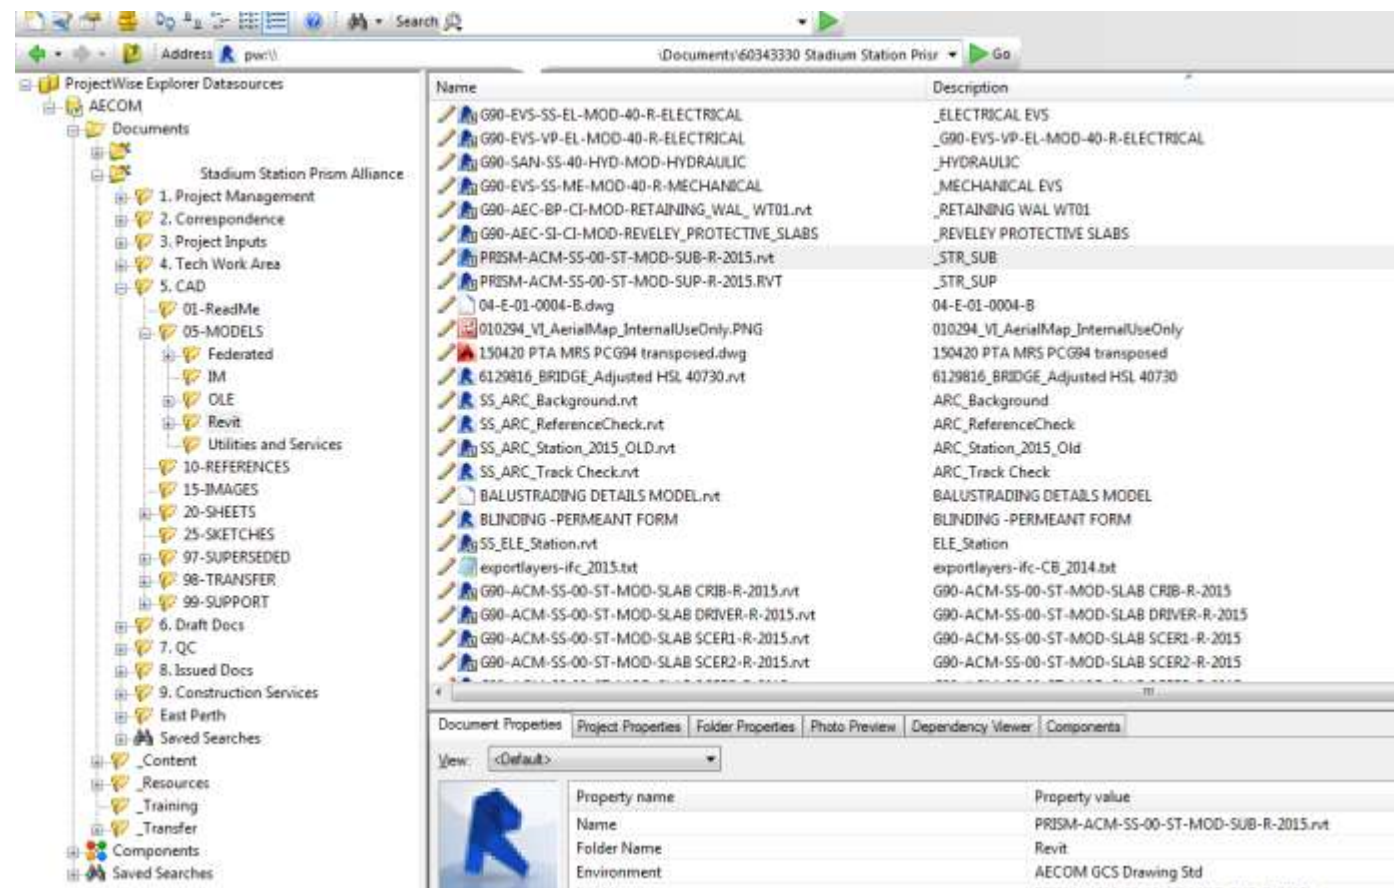 Search
Address pw:\\ \Documents\60343330 Stadium Station Prisr Go
ProjectWise Explorer Datasources
AECOM
Documents
Stadium Station Prism Alliance
1. Project Management
2. Correspondence
3. Project Inputs
4. Tech Work Area
5. CAD
01-ReadMe
05-MODELS
Federated
IM
OLE
Revit
Utilities and Services
10-REFERENCES
15-IMAGES
20-SHEETS
25-SKETCHES
97-SUPERSEDED
98-TRANSFER
99-SUPPORT
6. Draft Docs
7. QC
8. Issued Docs
9. Construction Services
East Perth
Saved Searches
_Content
_Resources
_Training
_Transfer
Components
Saved Searches
Name Description
G90-EVS-SS-EL-MOD-40-R-ELECTRICAL _ELECTRICAL EVS
G90-EVS-VP-EL-MOD-40-R-ELECTRICAL _G90-EVS-VP-EL-MOD-40-R-ELECTRICAL
G90-SAN-SS-40-HYD-MOD-HYDRAULIC _HYDRAULIC
G90-EVS-SS-ME-MOD-40-R-MECHANICAL _MECHANICAL EVS
G90-AEC-BP-CI-MOD-RETAINING_WAL_ WT01.rvt _RETAINING WAL WT01
G90-AEC-SI-CI-MOD-REVELEY_PROTECTIVE_SLABS _REVELEY PROTECTIVE SLABS
PRISM-ACM-SS-00-ST-MOD-SUB-R-2015.rvt _STR_SUB
PRISM-ACM-SS-00-ST-MOD-SUP-R-2015.RVT _STR_SUP
04-E-01-0004-B.dwg 04-E-01-0004-B
010294_VI_AerialMap_InternalUseOnly.PNG 010294_VI_AerialMap_InternalUseOnly
150420 PTA MRS PCG94 transposed.dwg 150420 PTA MRS PCG94 transposed
6129816_BRIDGE_Adjusted HSL 40730.rvt 6129816_BRIDGE_Adjusted HSL 40730
SS_ARC_Background.rvt ARC_Background
SS_ARC_ReferenceCheck.rvt ARC_ReferenceCheck
SS_ARC_Station_2015_OLD.rvt ARC_Station_2015_Old
SS_ARC_Track Check.rvt ARC_Track Check
BALUSTRADING DETAILS MODEL.rvt BALUSTRADING DETAILS MODEL
BLINDING -PERMEANT FORM BLINDING -PERMEANT FORM
SS_ELE_Station.rvt ELE_Station
exportlayers-ifc_2015.txt exportlayers-ifc-CB_2014.txt
G90-ACM-SS-00-ST-MOD-SLAB CRIB-R-2015.rvt G90-ACM-SS-00-ST-MOD-SLAB CRIB-R-2015
G90-ACM-SS-00-ST-MOD-SLAB DRIVER-R-2015.rvt G90-ACM-SS-00-ST-MOD-SLAB DRIVER-R-2015
G90-ACM-SS-00-ST-MOD-SLAB SCER1-R-2015.rvt G90-ACM-SS-00-ST-MOD-SLAB SCER1-R-2015
G90-ACM-SS-00-ST-MOD-SLAB SCER2-R-2015.rvt G90-ACM-SS-00-ST-MOD-SLAB SCER2-R-2015
Document Properties Project Properties Folder Properties Photo Preview Dependency Viewer Components
View: <Default>
Property name Property value
Name PRISM-ACM-SS-00-ST-MOD-SUB-R-2015.rvt
Folder Name Revit
Environment AECOM GCS Drawing Std